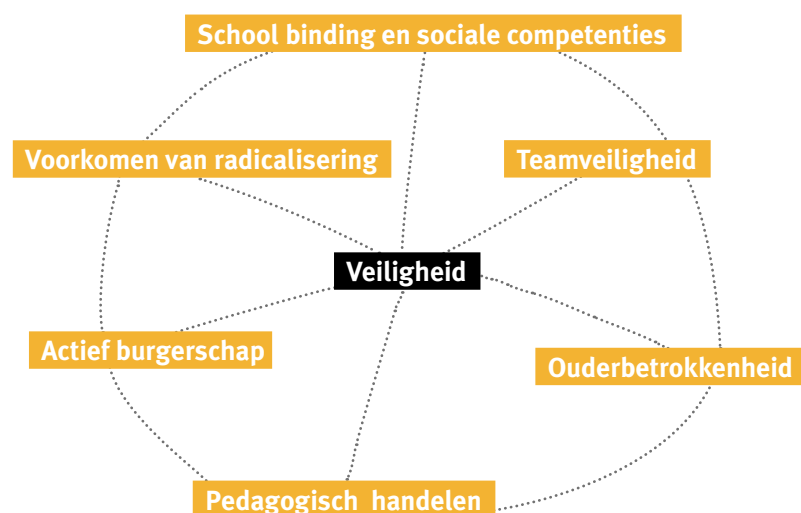 School binding en sociale competenties
Voorkomen van radicalisering
Teamveiligheid
Veiligheid
Actief burgerschap
Ouderbetrokkenheid
Pedagogisch handelen